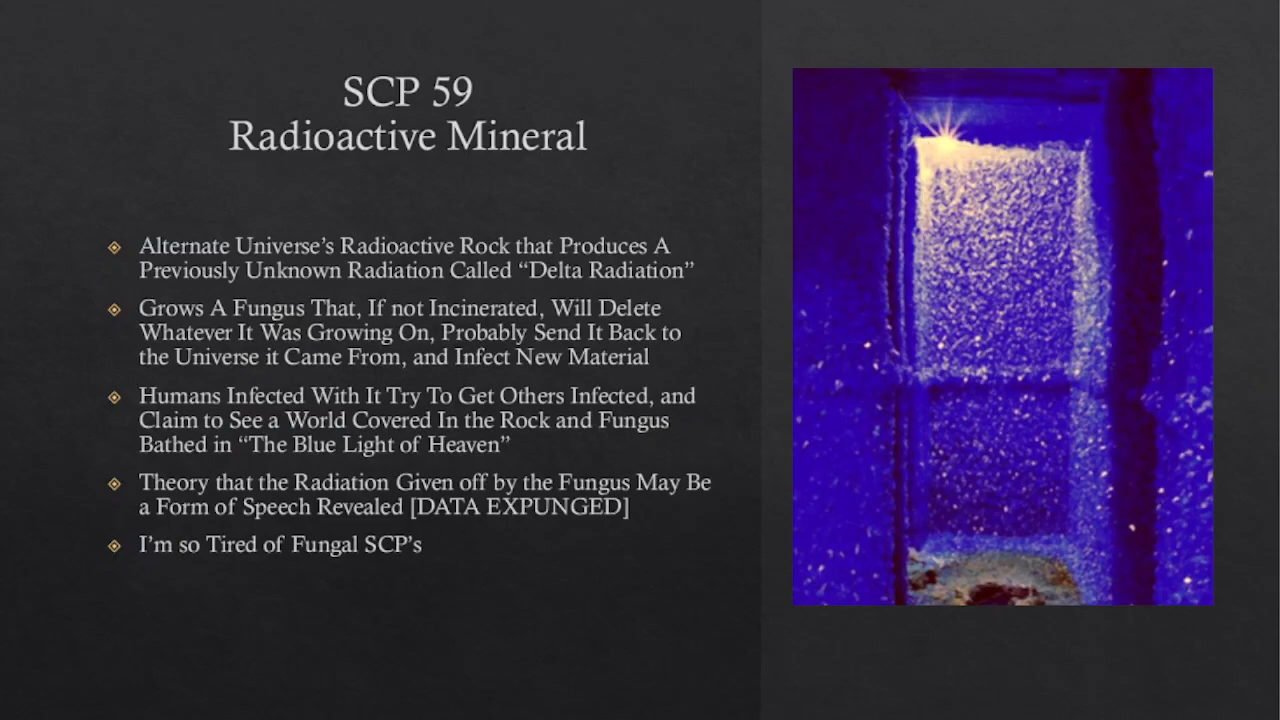 SCP 59
Radioactive Mineral
Alternate Universe’s Radioactive Rock that Produces A
Previously Unknown Radiation Called “Delta Radiation”
Grows A Fungus That, If not Incinerated, Will Delete
Whatever It Was Growing On, Probably Send It Back to
the Universe it Came From, and Infect New Material
Humans Infected With It Try To Get Others Infected, and
Claim to See a World Covered In the Rock and Fungus
Bathed in “The Blue Light of Heaven”
Theory that the Radiation Given off by the Fungus May Be
a Form of Speech Revealed [DATA EXPUNGED]
I’m so Tired of Fungal SCP’s